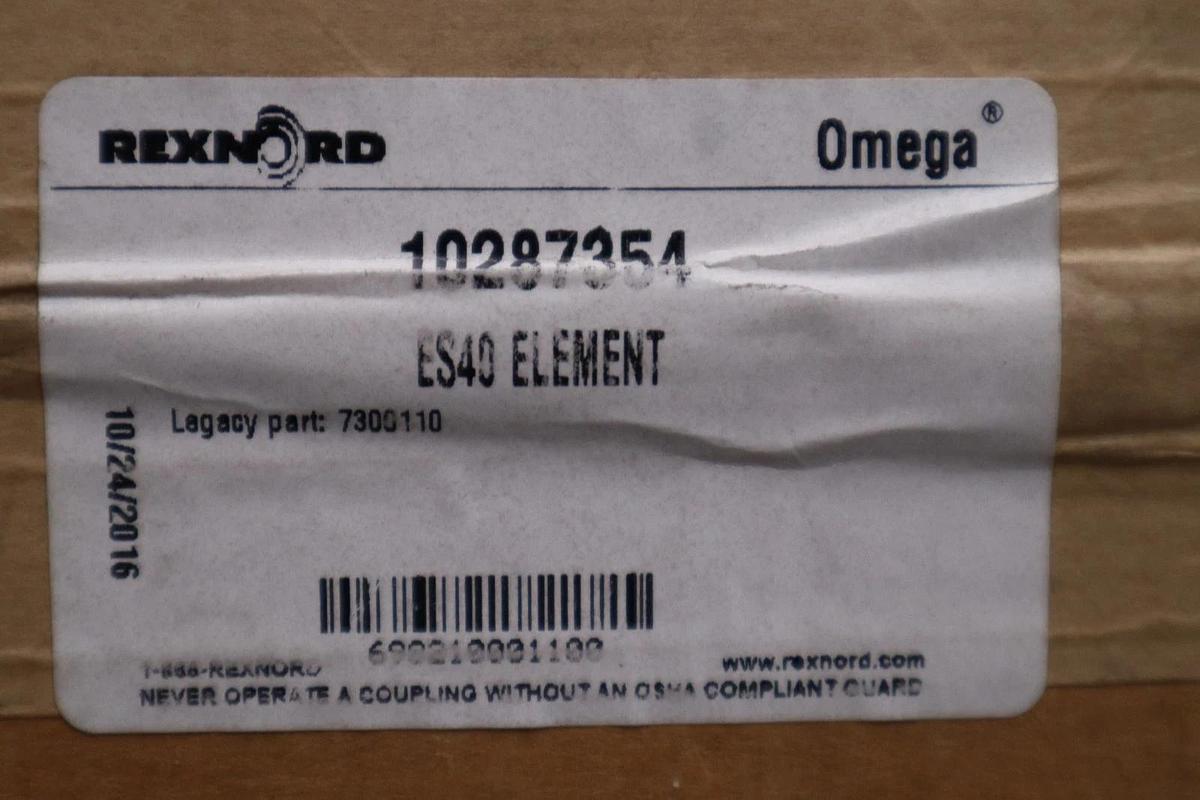 REXNORD
Omega®
10287354
ES40 ELEMENT
Legacy part: 7300110
10/24/2016
1-888-REXNORD
www.rexnord.com
NEVER OPERATE A COUPLING WITHOUT AN OSHA COMPLIANT GUARD